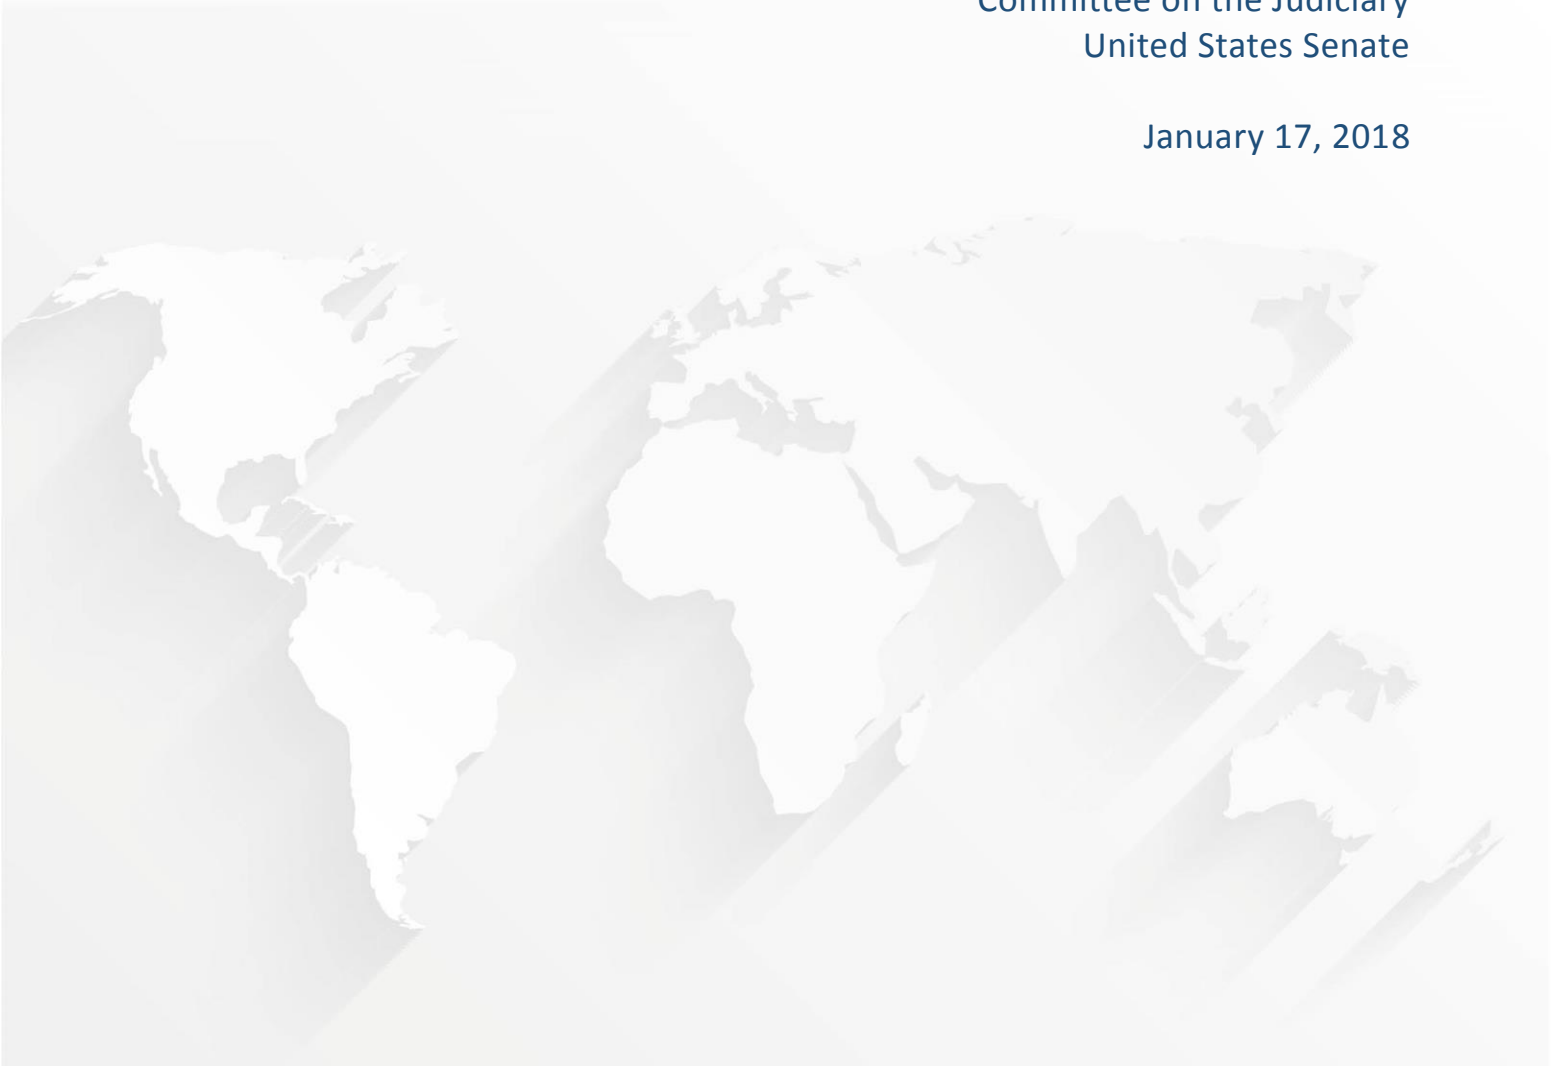 Committee on the Judiciary
United States Senate
January 17, 2018